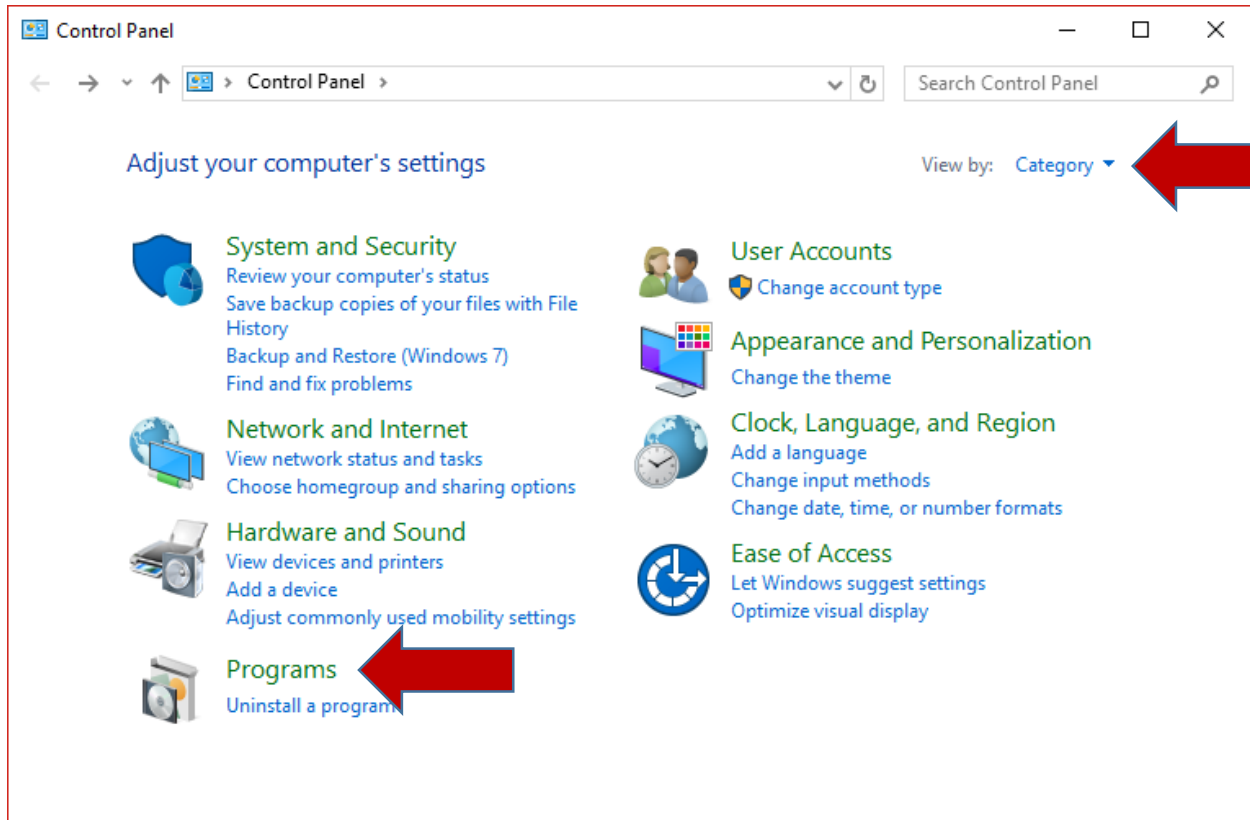 Control Panel
Control Panel
Search Control Panel
Adjust your computer's settings
View by: Category
System and Security
Review your computer's status
Save backup copies of your files with File
History
Backup and Restore (Windows 7)
Find and fix problems
Network and Internet
View network status and tasks
Choose homegroup and sharing options
Hardware and Sound
View devices and printers
Add a device
Adjust commonly used mobility settings
Programs
Uninstall a program
User Accounts
Change account type
Appearance and Personalization
Change the theme
Clock, Language, and Region
Add a language
Change input methods
Change date, time, or number formats
Ease of Access
Let Windows suggest settings
Optimize visual display